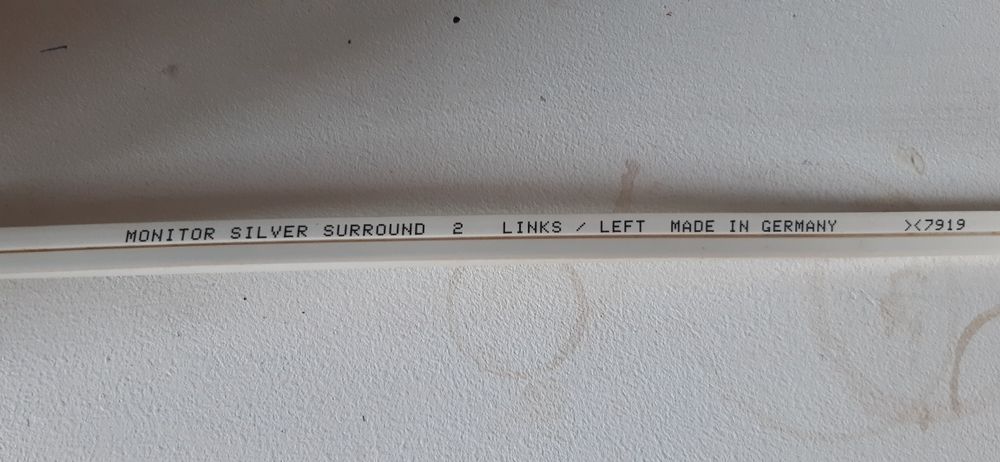 MONITOR SILVER SURROUND 2 LINKS / LEFT MADE IN GERMANY ><7919